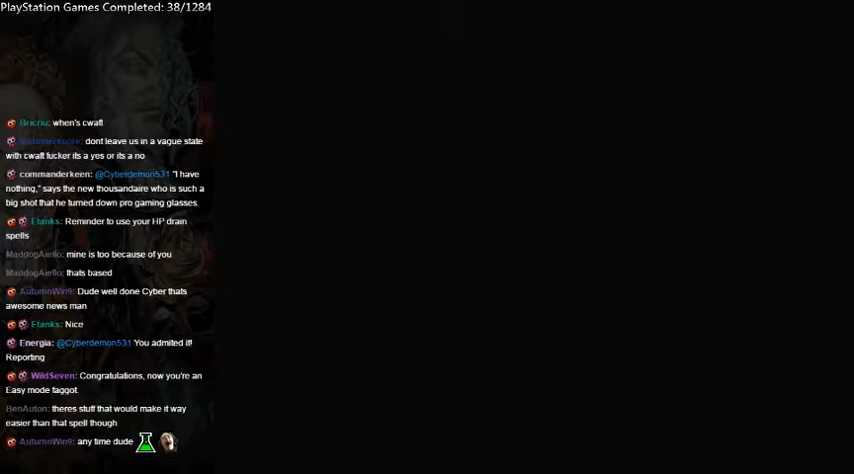 PlayStation Games Completed: 38/1284
Bricriu: when's cwaft
dont leave us in a vague state
with cwaft fucker its a yes or its a no
commanderkeen: @Cyberdemon531 "I have
nothing," says the new thousandaire who is such a
big shot that he turned down pro gaming glasses.
Etanks: Reminder to use your HP drain
spells
MaddogAiello: mine is too because of you
MaddogAiello: thats based
AutumnWin9: Dude well done Cyber thats
awesome news man
Etanks: Nice
Energia: @Cyberdemon531 You admited it!
Reporting
WildSeven: Congratulations, now you're an
Easy mode taggot.
BenAuton: theres stuff that would make it way
easier than that spell though
AutumnWin9: any time dude